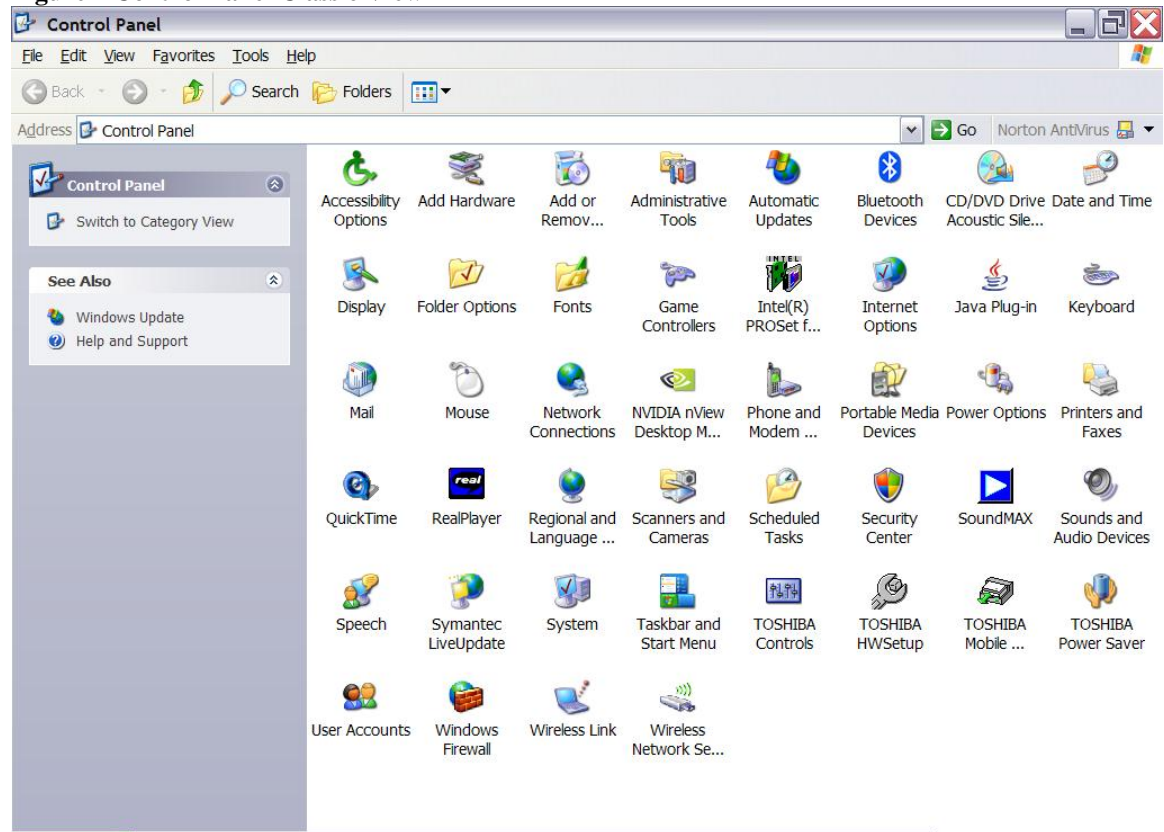 Control Panel
File Edit View Favorites Tools Help
Back Search Folders
Address Control Panel Go Norton AntiVirus
Control Panel
Switch to Category View
See Also
Windows Update
Help and Support
Accessibility Options
Add Hardware
Add or Remov...
Administrative Tools
Automatic Updates
Bluetooth Devices
CD/DVD Drive Acoustic Sile...
Date and Time
Display
Folder Options
Fonts
Game Controllers
INTEL
Intel(R) PROSet f...
Internet Options
Java Plug-in
Keyboard
Mail
Mouse
Network Connections
NVIDIA nView Desktop M...
Phone and Modem ...
Portable Media Devices
Power Options
Printers and Faxes
QuickTime
real
RealPlayer
Regional and Language ...
Scanners and Cameras
Scheduled Tasks
Security Center
SoundMAX
Sounds and Audio Devices
Speech
Symantec LiveUpdate
System
Taskbar and Start Menu
TOSHIBA Controls
TOSHIBA HWSetup
TOSHIBA Mobile ...
TOSHIBA Power Saver
User Accounts
Windows Firewall
Wireless Link
Wireless Network Se...